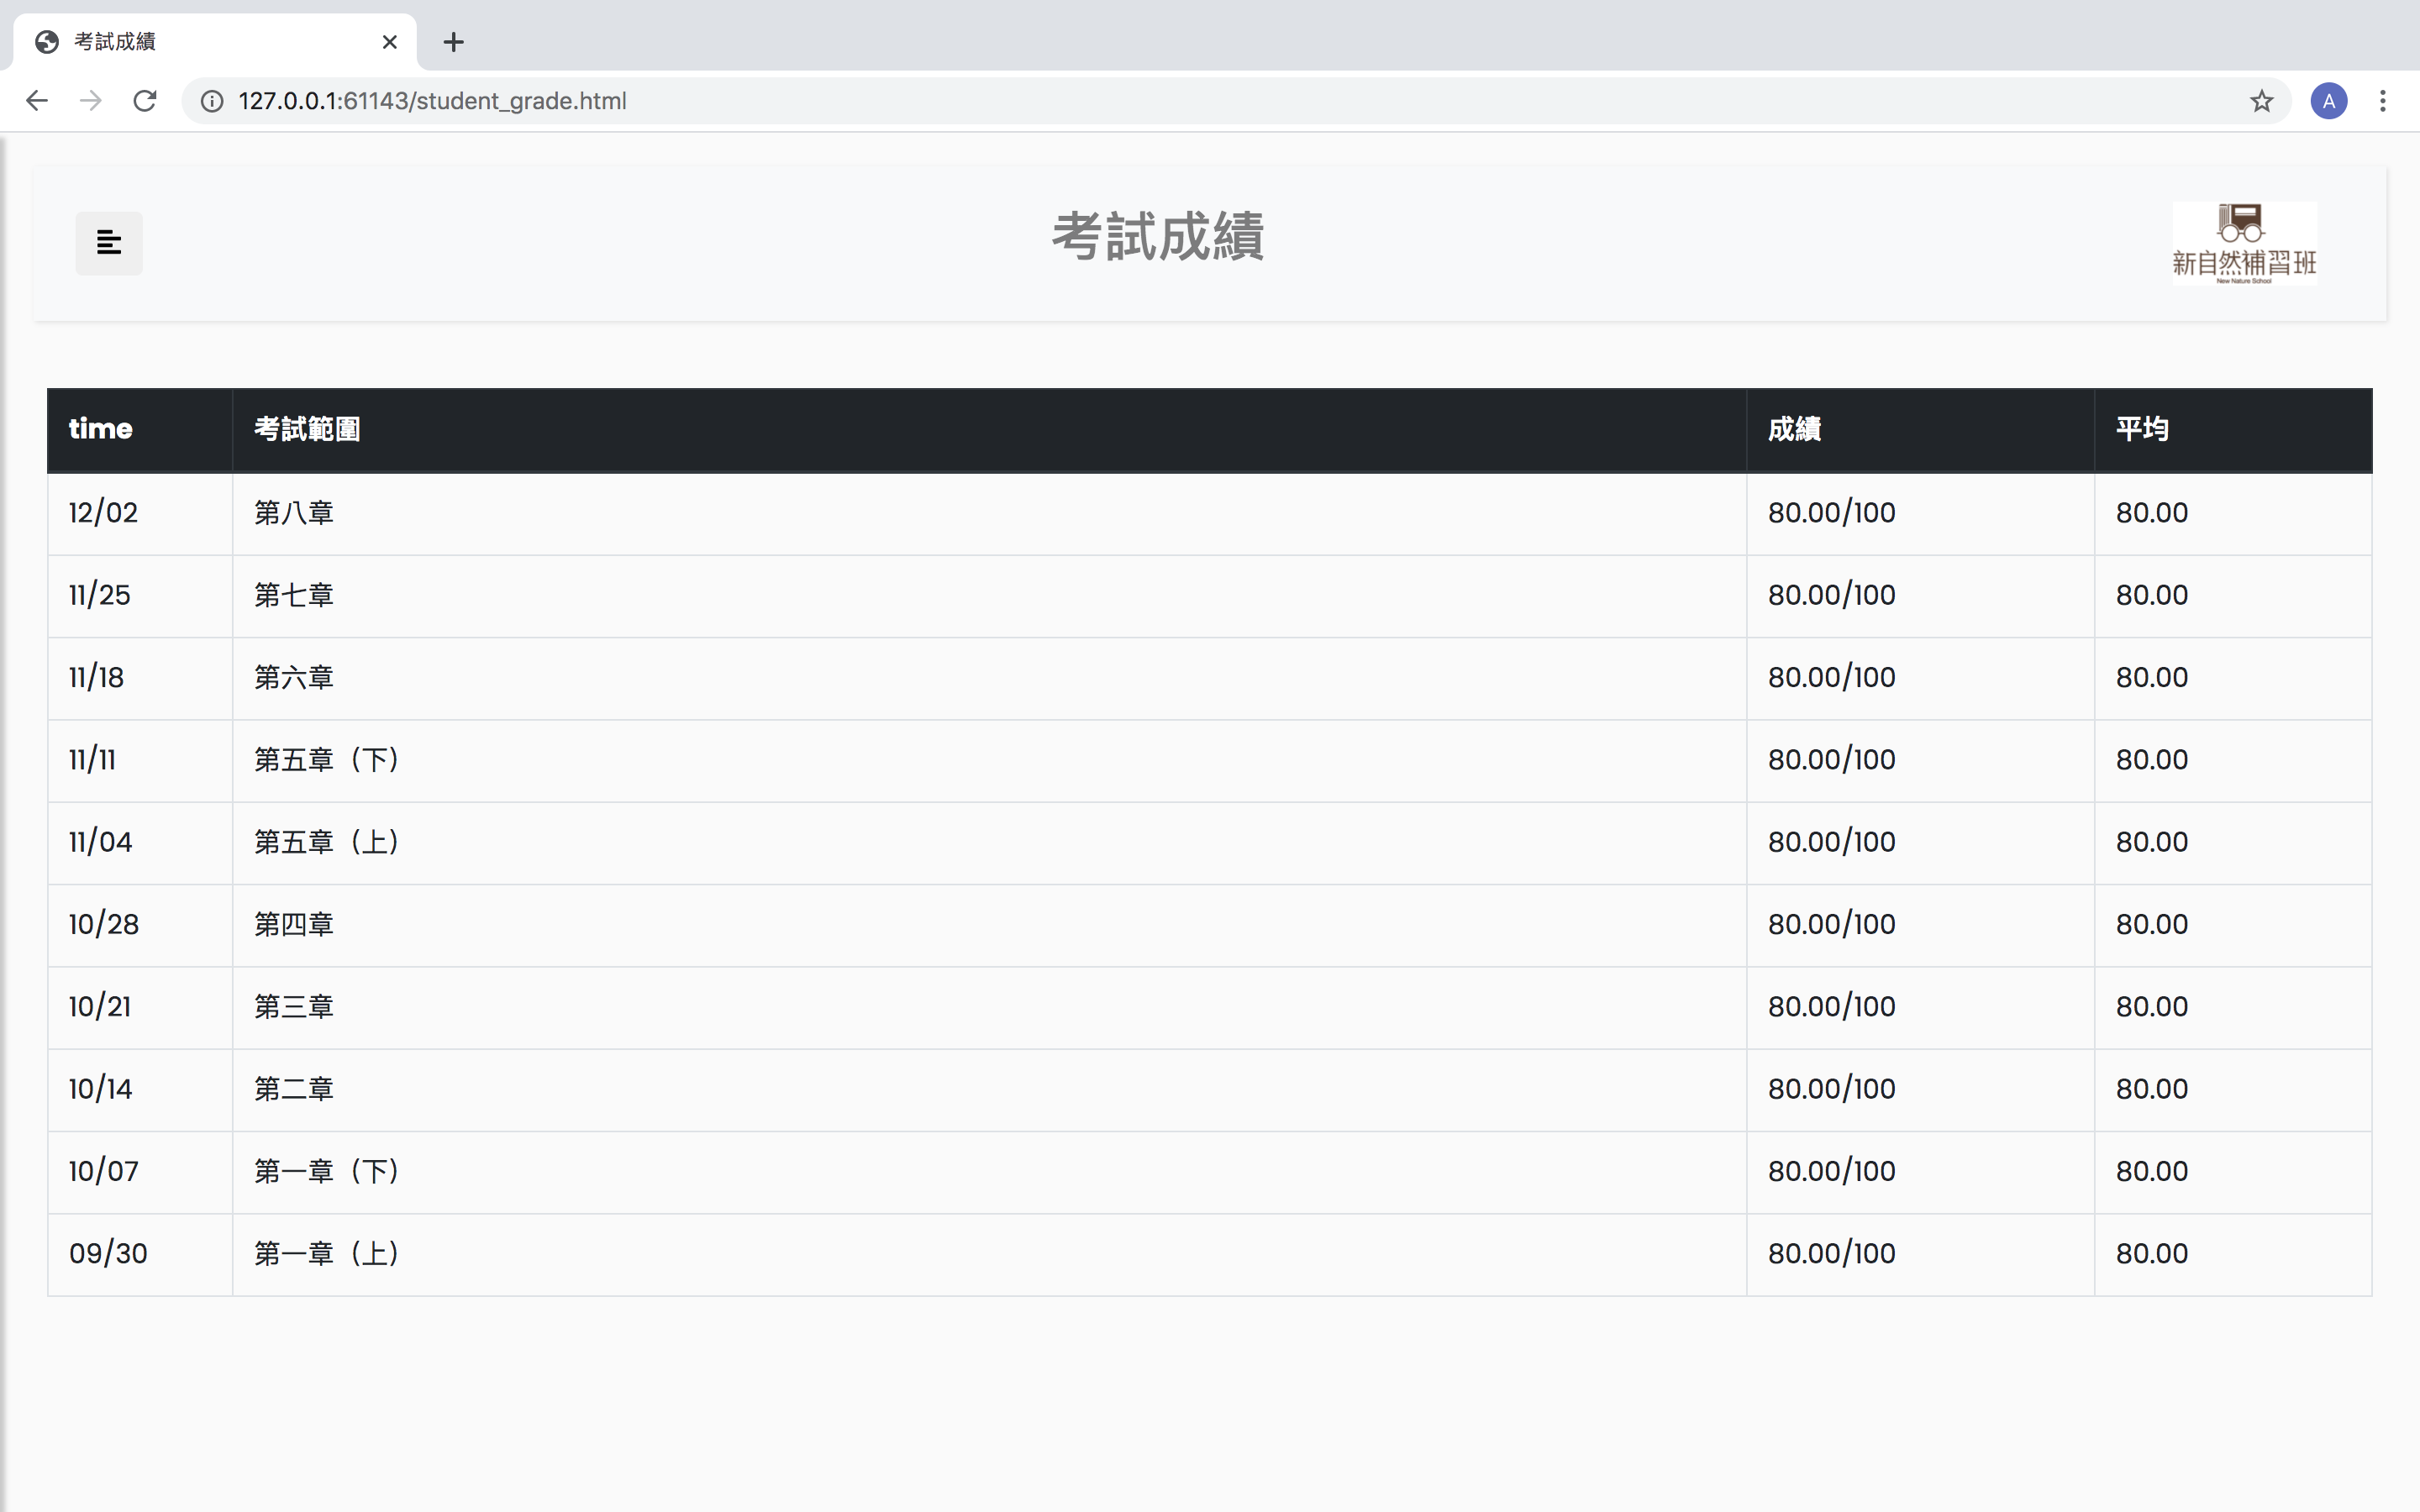 考試成績
127.0.0.1:61143/student_grade.html
A
考試成績
新自然補習班
New Nature School
time 考試範圍 成績 平均
12/02 第八章 80.00/100 80.00
11/25 第七章 80.00/100 80.00
11/18 第六章 80.00/100 80.00
11/11 第五章（下） 80.00/100 80.00
11/04 第五章（上） 80.00/100 80.00
10/28 第四章 80.00/100 80.00
10/21 第三章 80.00/100 80.00
10/14 第二章 80.00/100 80.00
10/07 第一章（下） 80.00/100 80.00
09/30 第一章（上） 80.00/100 80.00